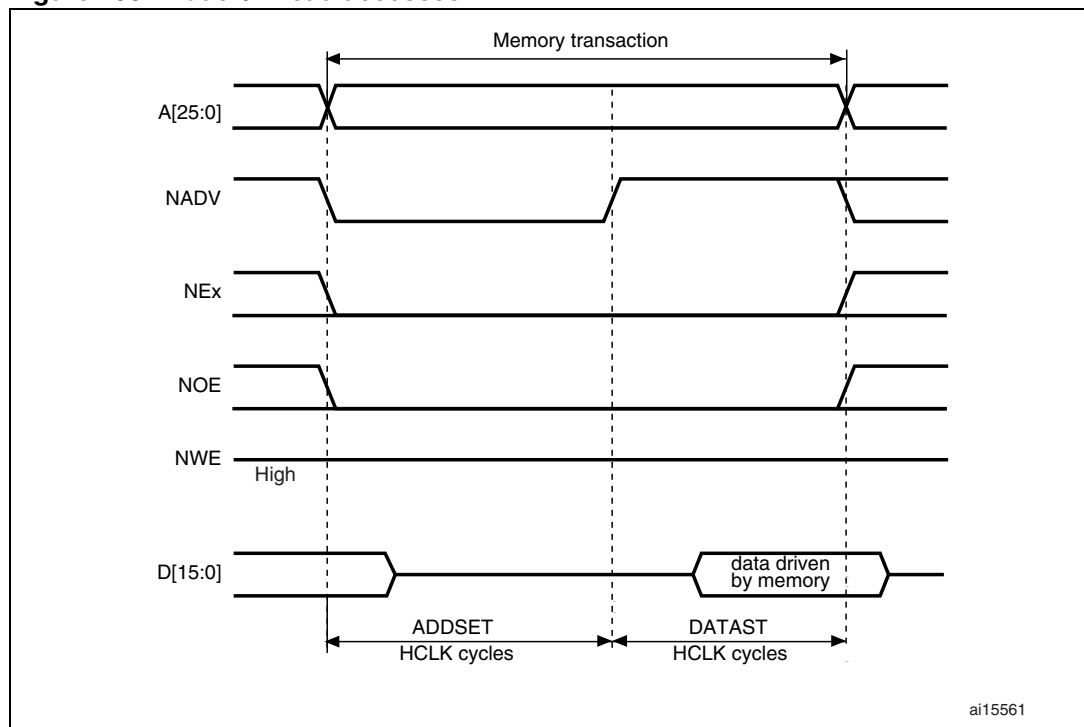 Memory transaction
A[25:0]
NADV
NEx
NOE
NWE
High
D[15:0]
data driven
by memory
ADDSET
DATAST
HCLK cycles
HCLK cycles
ai15561